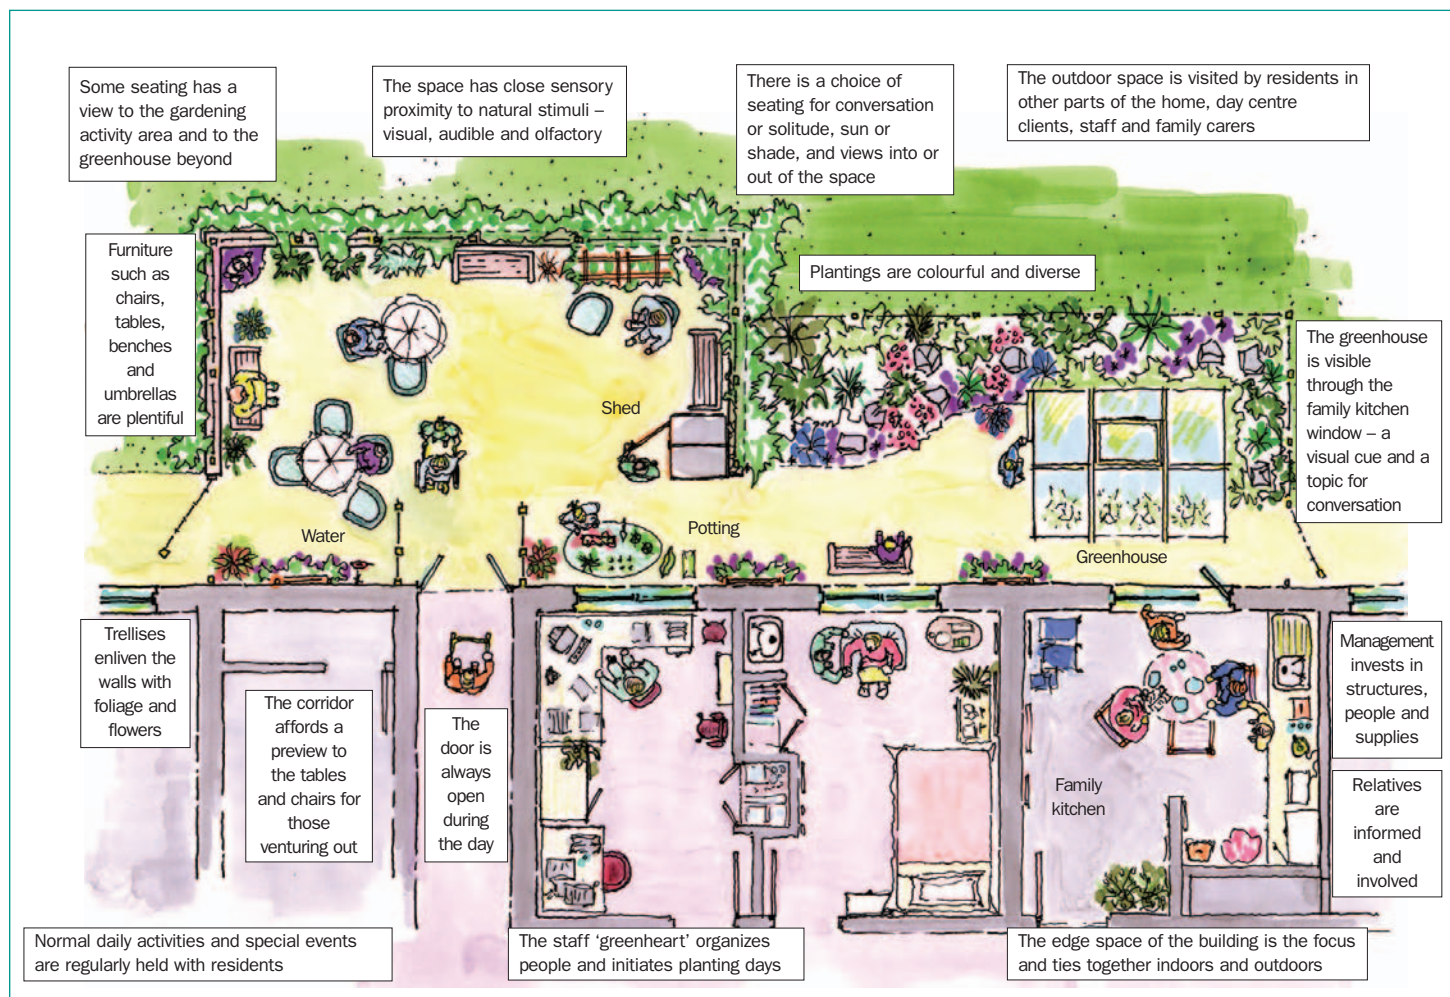 Some seating has a
view to the gardening
activity area and to the
greenhouse beyond
The space has close sensory
proximity to natural stimuli –
visual, audible and olfactory
There is a choice of
seating for conversation
or solitude, sun or
shade, and views into or
out of the space
The outdoor space is visited by residents in
other parts of the home, day centre
clients, staff and family carers
Furniture
such as
chairs,
tables,
benches
and
umbrellas
are plentiful
Plantings are colourful and diverse
The greenhouse
is visible
through the
family kitchen
window – a
visual cue and a
topic for
conversation
Shed
Water
Potting
Greenhouse
Trellises
enliven the
walls with
foliage and
flowers
The corridor
affords a
preview to
the tables
and chairs for
those
venturing out
The
door is
always
open
during
the day
Family
kitchen
Management
invests in
structures,
people and
supplies
Relatives
are
informed
and
involved
Normal daily activities and special events
are regularly held with residents
The staff ‘greenheart’ organizes
people and initiates planting days
The edge space of the building is the focus
and ties together indoors and outdoors